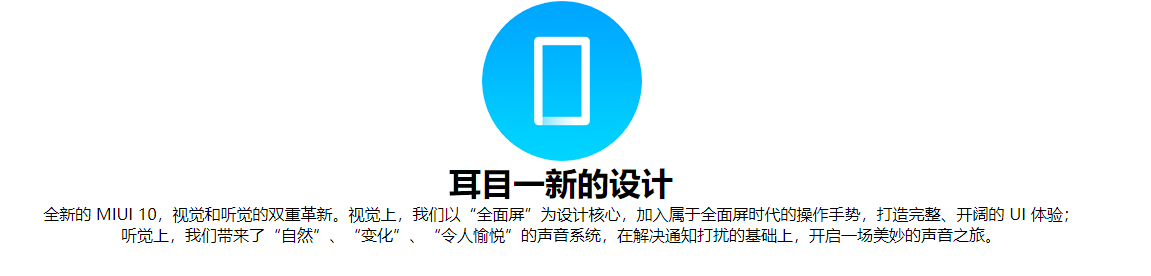 耳目一新的设计
全新的 MIUI 10，视觉和听觉的双重革新。视觉上，我们以“全面屏”为设计核心，加入属于全面屏时代的操作手势，打造完整、开阔的 UI 体验；
听觉上，我们带来了“自然”、“变化”、“令人愉悦”的声音系统，在解决通知打扰的基础上，开启一场美妙的声音之旅。